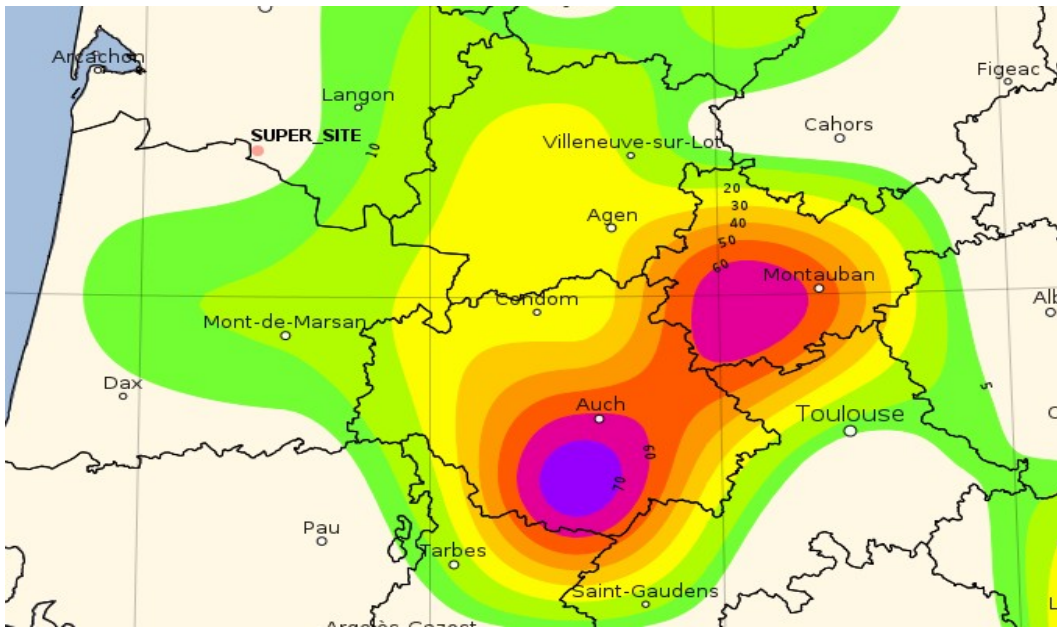 Arcachon
Figeac
Langon
SUPER_SITE
Cahors
10
Villeneuve-sur-Lot
20
30
40
50
60
Agen
Montauban
Condom
Alb
Mont-de-Marsan
Dax
5
Auch
Toulouse
60
70
Pau
Tarbes
Saint-Gaudens
L